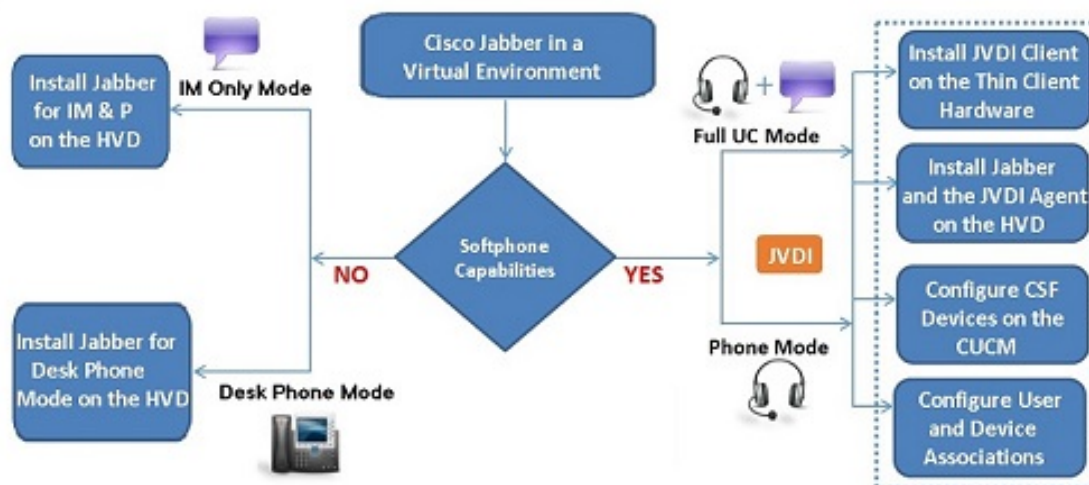 Cisco Jabber in a
Virtual Environment
Install Jabber
for IM & P
on the HVD
IM Only Mode
Softphone
Capabilities
NO
YES
Install Jabber for
Desk Phone
Mode on the HVD
Desk Phone Mode
+
Full UC Mode
JVDI
Phone Mode
Install JVDI Client
on the Thin Client
Hardware
Install Jabber
and the JVDI Agent
on the HVD
Configure CSF
Devices on the
CUCM
Configure User
and Device
Associations